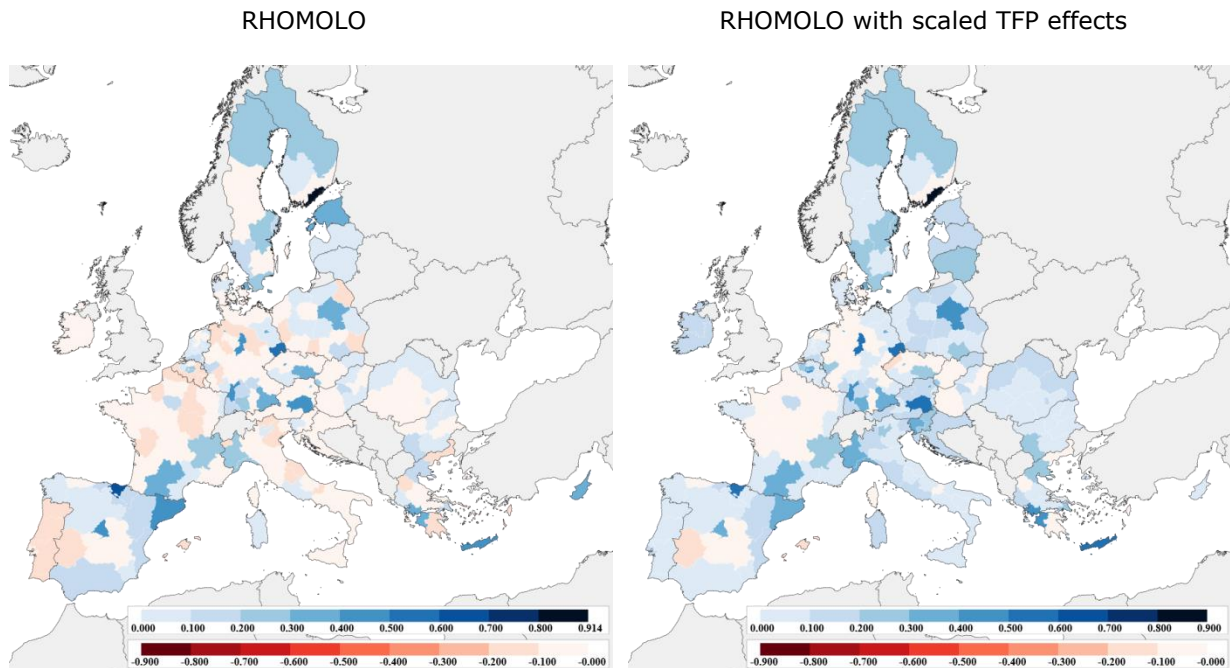 RHOMOLO
RHOMOLO with scaled TFP effects
0.000 0.100 0.200 0.300 0.400 0.500 0.600 0.700 0.800 0.914
-0.900 -0.700 -0.600 -0.500 -0.400 -0.300 -0.200 -0.100 -0.000
0.000 0.100 0.200 0.300 0.400 0.500 0.600 0.700 0.800 0.900
-0.900 -0.700 -0.600 -0.500 -0.400 -0.300 -0.200 -0.100 -0.000